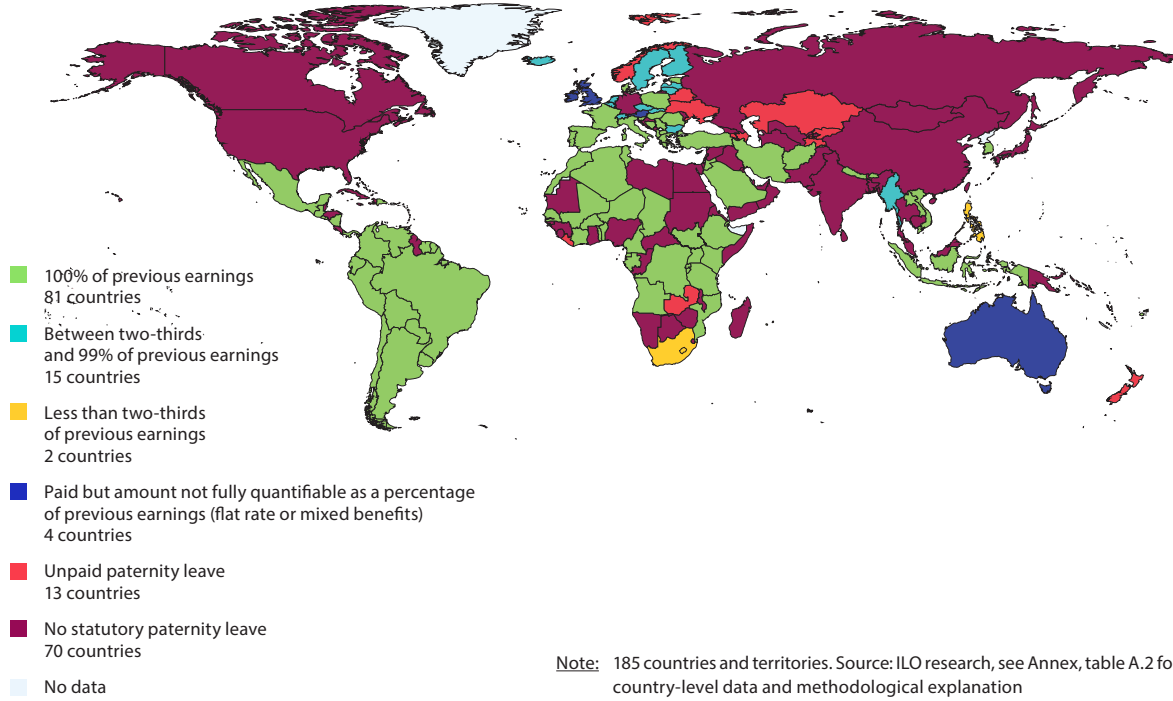 100% of previous earnings
81 countries
Between two-thirds
and 99% of previous earnings
15 countries
Less than two-thirds
of previous earnings
2 countries
Paid but amount not fully quantifiable as a percentage
of previous earnings (flat rate or mixed benefits)
4 countries
Unpaid paternity leave
13 countries
No statutory paternity leave
70 countries
No data
Note: 185 countries and territories. Source: ILO research, see Annex, table A.2 fo
country-level data and methodological explanation